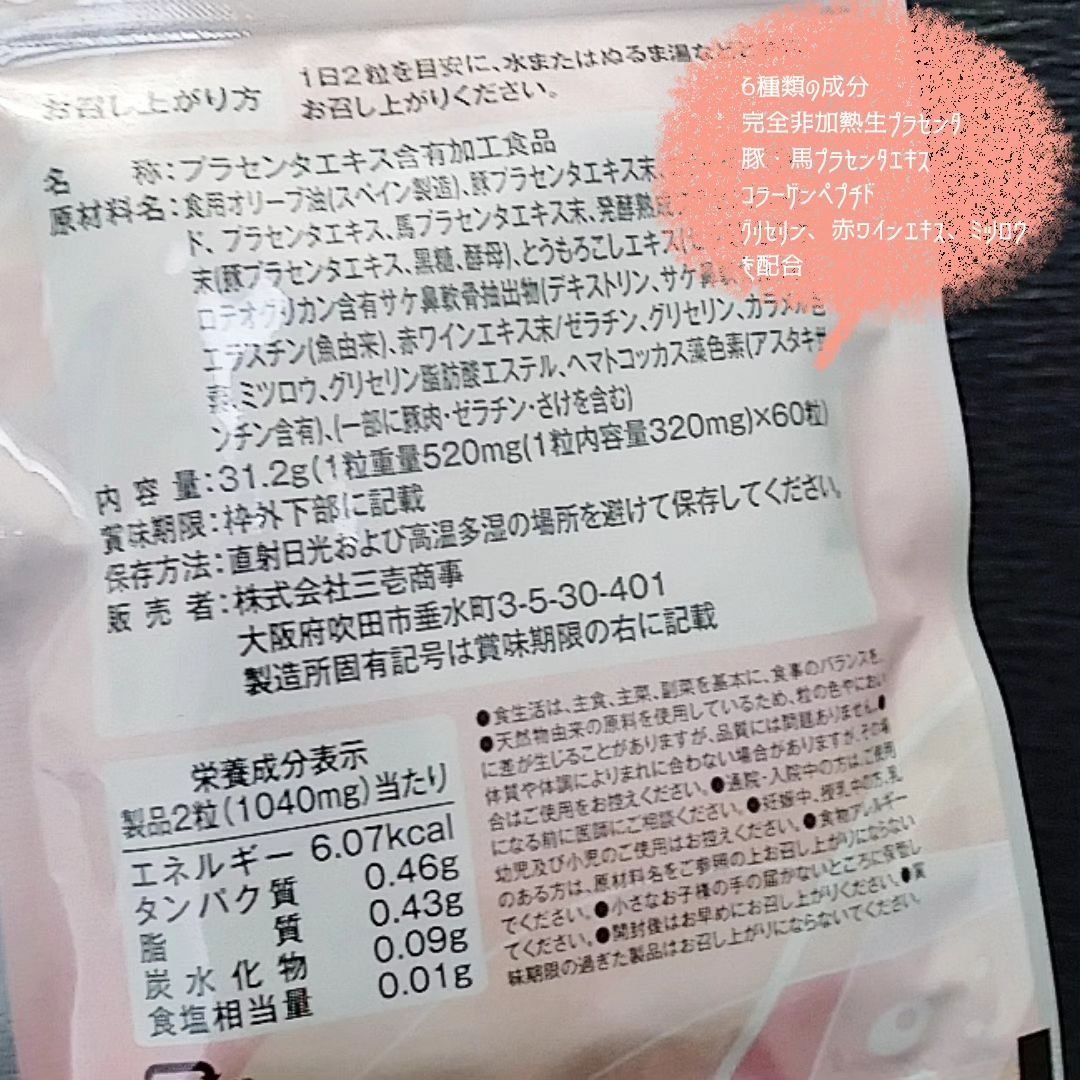 お召し上がり方
1日2粒を目安に、水またはぬるま湯など
お召し上がりください。
6種類の成分
完全非加熱生プラセンタ
豚・馬プラセンタエキス
コラーゲンペプチド
グリセリン、赤ワインエキス、ミツロウ
を配合
名 称:プラセンタエキス含有加工食品
原材料名:食用オリーブ油(スペイン製造)、豚プラセンタエキス末
ド、プラセンタエキス、馬プラセンタエキス末、発酵熟成
末(豚プラセンタエキス、黒糖、酵母)、とうもろこしエキス
ロテオグリカン含有サケ鼻軟骨抽出物(デキストリン、サケ鼻軟
エラスチン(魚由来)、赤ワインエキス末/ゼラチン、グリセリン、カラメル色
素、ミツロウ、グリセリン脂肪酸エステル、ヘマトコッカス藻色素(アスタキサ
ンチン含有)、(一部に豚肉・ゼラチン・さけを含む)
内容量:31.2g(1粒重量520mg(1粒内容量320mg)×60粒)
賞味期限:枠外下部に記載
保存方法:直射日光および高温多湿の場所を避けて保存してください。
販売者:株式会社三壱商事
大阪府吹田市垂水町3-5-30-401
製造所固有記号は賞味期限の右に記載
栄養成分表示
製品2粒(1040mg)当たり
エネルギー 6.07kcal
タンパク質 0.46g
脂質 0.43g
炭水化物 0.09g
食塩相当量 0.01g
●食生活は、主食、主菜、副菜を基本に、食事のバランスを。
●天然物由来の原料を使用しているため、粒の色やにおい
に差が生じることがありますが、品質には問題ありません。●
体質や体調によりまれに合わない場合がありますが、その場
合はご使用をお控えください。●通院・入院中の方はご使用
になる前に医師にご相談ください。●妊娠中、授乳中の方、乳
幼児及び小児のご使用はお控えください。●食物アレルギー
のある方は、原材料名をご参照の上お召し上がりにならない
でください。●小さなお子様の手の届かないところに保管し
てください。●開封後はお早めにお召し上がりください。●賞
味期限の過ぎた製品はお召し上がりにならないでください。